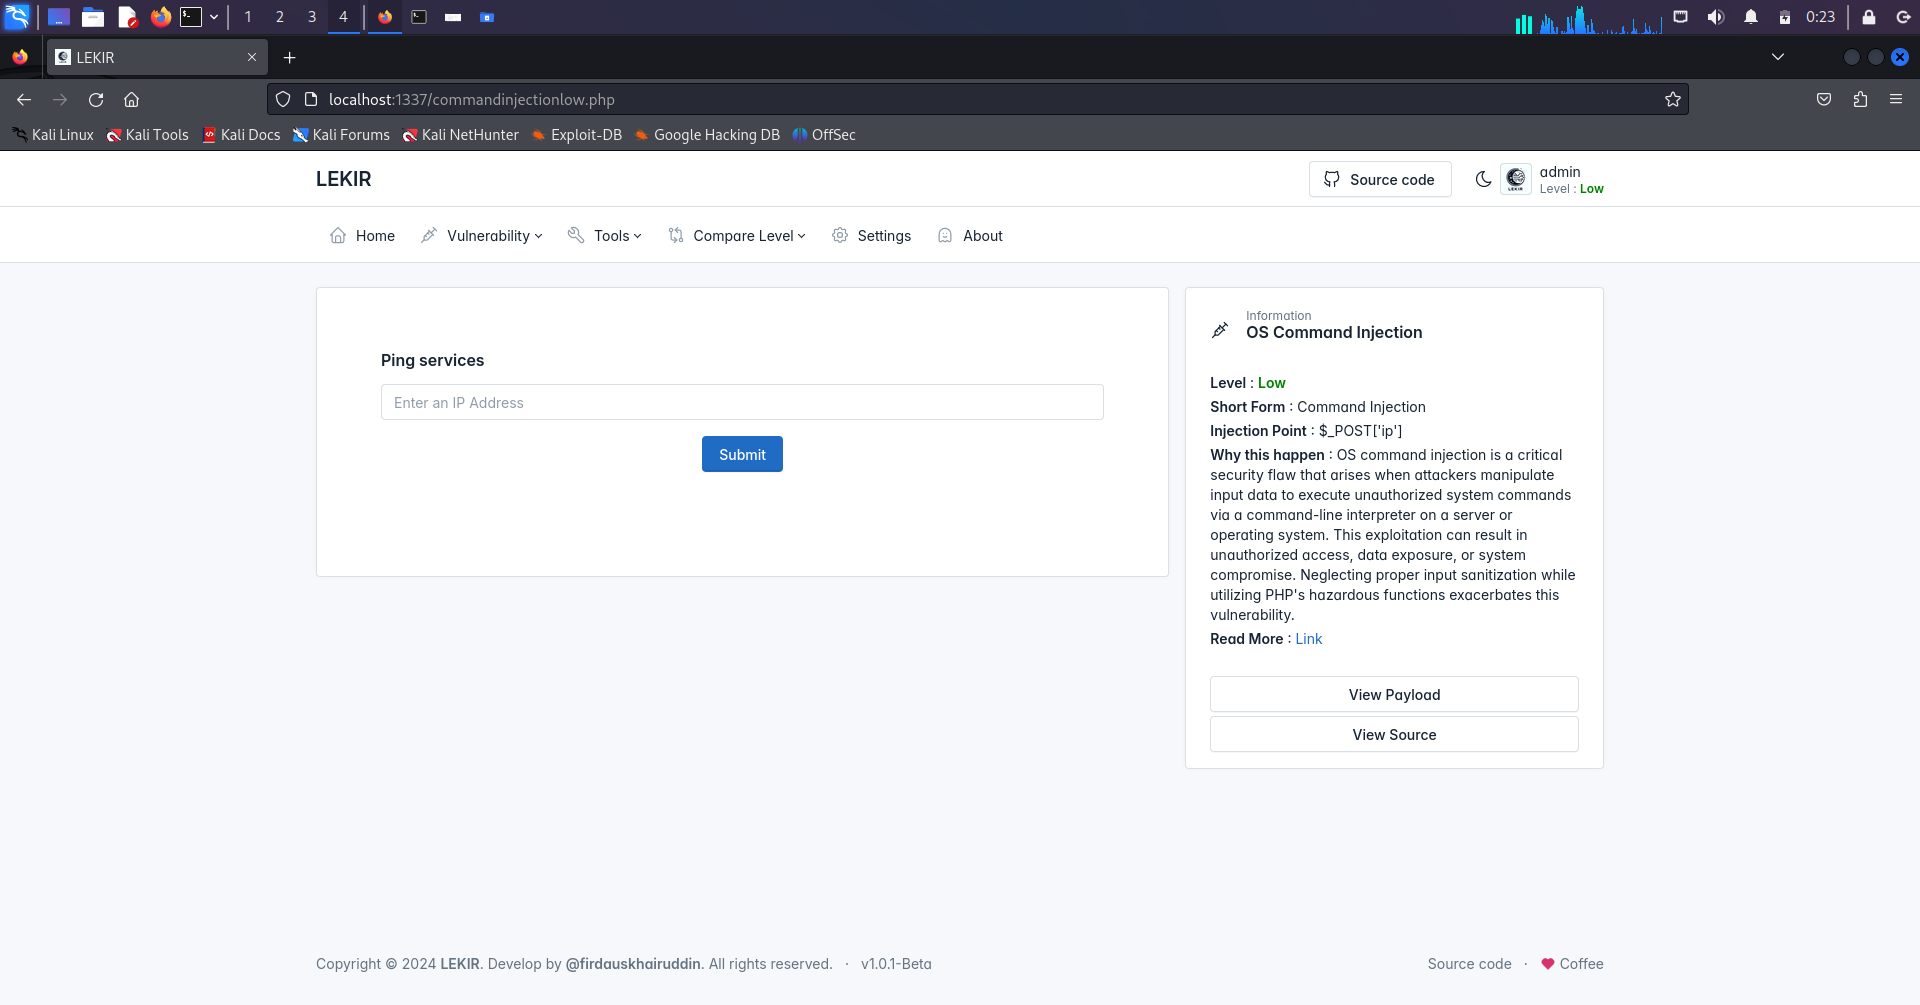 1 2 3 4 0:23
LEKIR
localhost:1337/commandinjectionlow.php
Kali Linux Kali Tools Kali Docs Kali Forums Kali NetHunter Exploit-DB Google Hacking DB OffSec
LEKIR Source code admin
Level : Low
Home Vulnerability Tools Compare Level Settings About
Ping services
Enter an IP Address
Submit
Information
OS Command Injection
Level : Low
Short Form : Command Injection
Injection Point : $_POST['ip']
Why this happen : OS command injection is a critical
security flaw that arises when attackers manipulate
input data to execute unauthorized system commands
via a command-line interpreter on a server or
operating system. This exploitation can result in
unauthorized access, data exposure, or system
compromise. Neglecting proper input sanitization while
utilizing PHP's hazardous functions exacerbates this
vulnerability.
Read More : Link
View Payload
View Source
Copyright © 2024 LEKIR. Develop by @firdauskhairuddin. All rights reserved. · v1.0.1-Beta Source code · Coffee